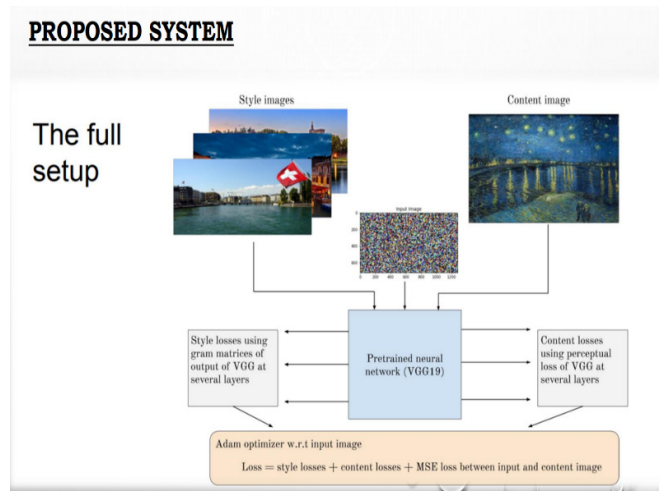 PROPOSED SYSTEM
The full
setup
Style images
Content image
Input Image
Style losses using
gram matrices of
output of VGG at
several layers
Pretrained neural
network (VGG19)
Content losses
using perceptual
loss of VGG at
several layers
Adam optimizer w.r.t input image
Loss = style losses + content losses + MSE loss between input and content image